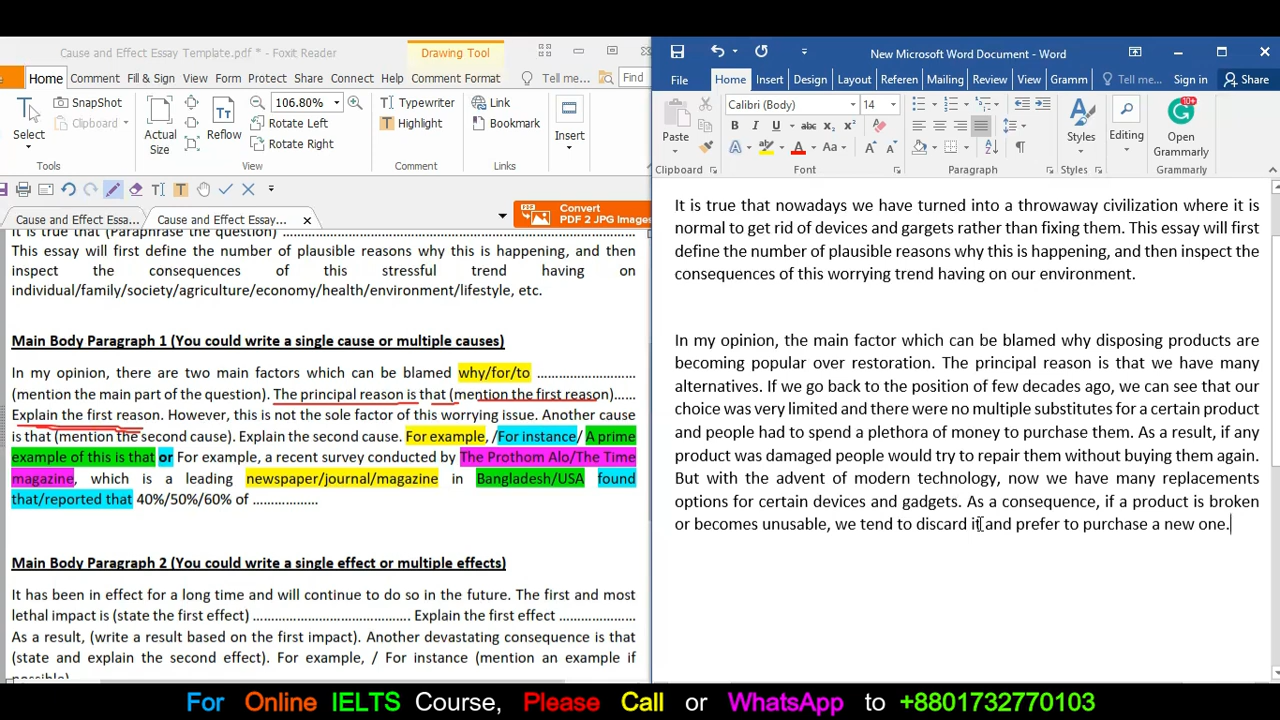 Cause and Effect Essay Template.pdf * - Foxit Reader
Drawing Tool
Home Comment Fill & Sign View Form Protect Share Connect Help Comment Format Tell me... Find
Select
SnapShot
Clipboard
Actual Size
Reflow
106.80%
Rotate Left
Rotate Right
Typewriter
Highlight
Link
Bookmark
Insert
Tools View Comment Links
Cause and Effect Essa... Cause and Effect Essay...
Convert
PDF 2 JPG Images
It is true that (Paraphrase the question)
This essay will first define the number of plausible reasons why this is happening, and then
inspect the consequences of this stressful trend having on
individual/family/society/agriculture/economy/health/environment/lifestyle, etc.
Main Body Paragraph 1 (You could write a single cause or multiple causes)
In my opinion, there are two main factors which can be blamed why/for/to ..........................
(mention the main part of the question). The principal reason is that (mention the first reason)......
Explain the first reason. However, this is not the sole factor of this worrying issue. Another cause
is that (mention the second cause). Explain the second cause. For example, /For instance/ A prime
example of this is that or For example, a recent survey conducted by The Prothom Alo/The Time
magazine, which is a leading newspaper/journal/magazine in Bangladesh/USA found
that/reported that 40%/50%/60% of ..................
Main Body Paragraph 2 (You could write a single effect or multiple effects)
It has been in effect for a long time and will continue to do so in the future. The first and most
lethal impact is (state the first effect) ........................................... Explain the first effect .....................
As a result, (write a result based on the first impact). Another devastating consequence is that
(state and explain the second effect). For example, / For instance (mention an example if
possible)
New Microsoft Word Document - Word
File Home Insert Design Layout Referen Mailing Review View Gramm Tell me... Sign in Share
Paste
Calibri (Body) 14
B I U abc x₂ x²
A Aa A A
Styles
Editing
10+
Open Grammarly
Clipboard Font Paragraph Styles Grammarly
It is true that nowadays we have turned into a throwaway civilization where it is
normal to get rid of devices and gargets rather than fixing them. This essay will first
define the number of plausible reasons why this is happening, and then inspect the
consequences of this worrying trend having on our environment.
In my opinion, the main factor which can be blamed why disposing products are
becoming popular over restoration. The principal reason is that we have many
alternatives. If we go back to the position of few decades ago, we can see that our
choice was very limited and there were no multiple substitutes for a certain product
and people had to spend a plethora of money to purchase them. As a result, if any
product was damaged people would try to repair them without buying them again.
But with the advent of modern technology, now we have many replacements
options for certain devices and gadgets. As a consequence, if a product is broken
or becomes unusable, we tend to discard it and prefer to purchase a new one.
For Online IELTS Course, Please Call or WhatsApp to +8801732770103